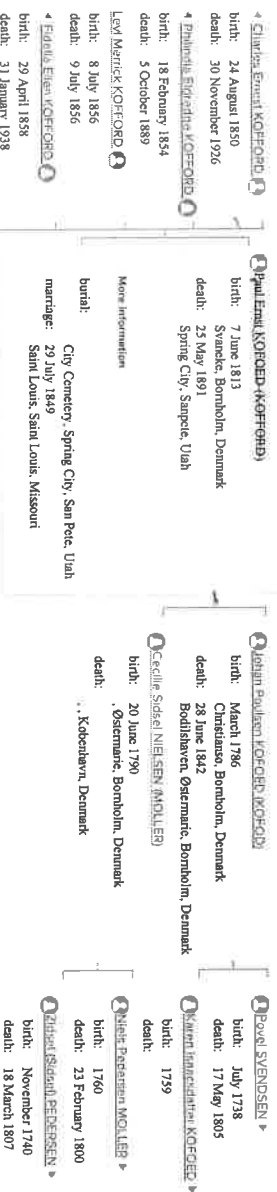 Charles Ernest KOFFORD
birth: 24 August 1850
death: 30 November 1926
Philindia Eldredthe KOFFORD
birth: 18 February 1854
death: 5 October 1889
Levi Merrick KOFFORD
birth: 8 July 1856
death: 9 July 1856
Fidelia Ellen KOFFORD
birth: 29 April 1858
death: 31 January 1938
Paul Ernst KOFOED (KOFFORD)
birth: 7 June 1813
Svaneke, Bornholm, Denmark
death: 25 May 1891
Spring City, Sanpete, Utah
More Information
burial:
City Cemetery, Spring City, San Pete, Utah
marriage: 29 July 1849
Saint Louis, Saint Louis, Missouri
Johan Poulsen KOFOED (KOFOD)
birth: March 1786
Christianso, Bornholm, Denmark
death: 28 June 1842
Bodilshaven, Østermarie, Bornholm, Denmark
Cecilie Sidsel NIELSEN (MOLLER)
birth: 20 June 1790
, Østermarie, Bornholm, Denmark
death:
, , Kobenhavn, Denmark
Povel SVENDSEN
birth: July 1738
death: 17 May 1805
Karen Isaacsdatter KOFOED
birth: 1759
death:
Niels Pedersen MOLLER
birth: 1760
death: 23 February 1800
(Sidsel) PEDERSEN
birth: November 1740
death: 18 March 1807